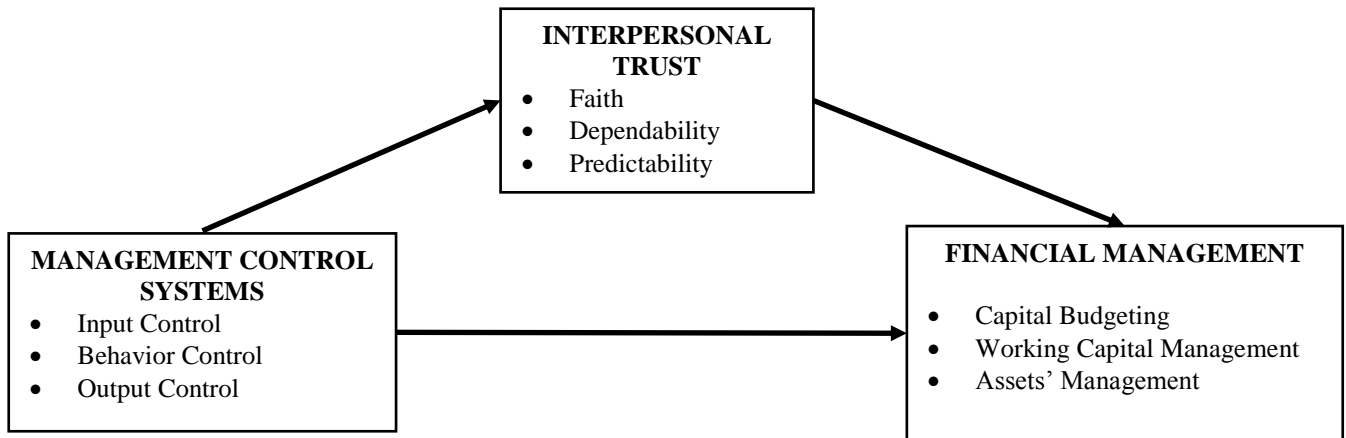 INTERPERSONAL
TRUST
• Faith
• Dependability
• Predictability
MANAGEMENT CONTROL
SYSTEMS
• Input Control
• Behavior Control
• Output Control
FINANCIAL MANAGEMENT
• Capital Budgeting
• Working Capital Management
• Assets’ Management